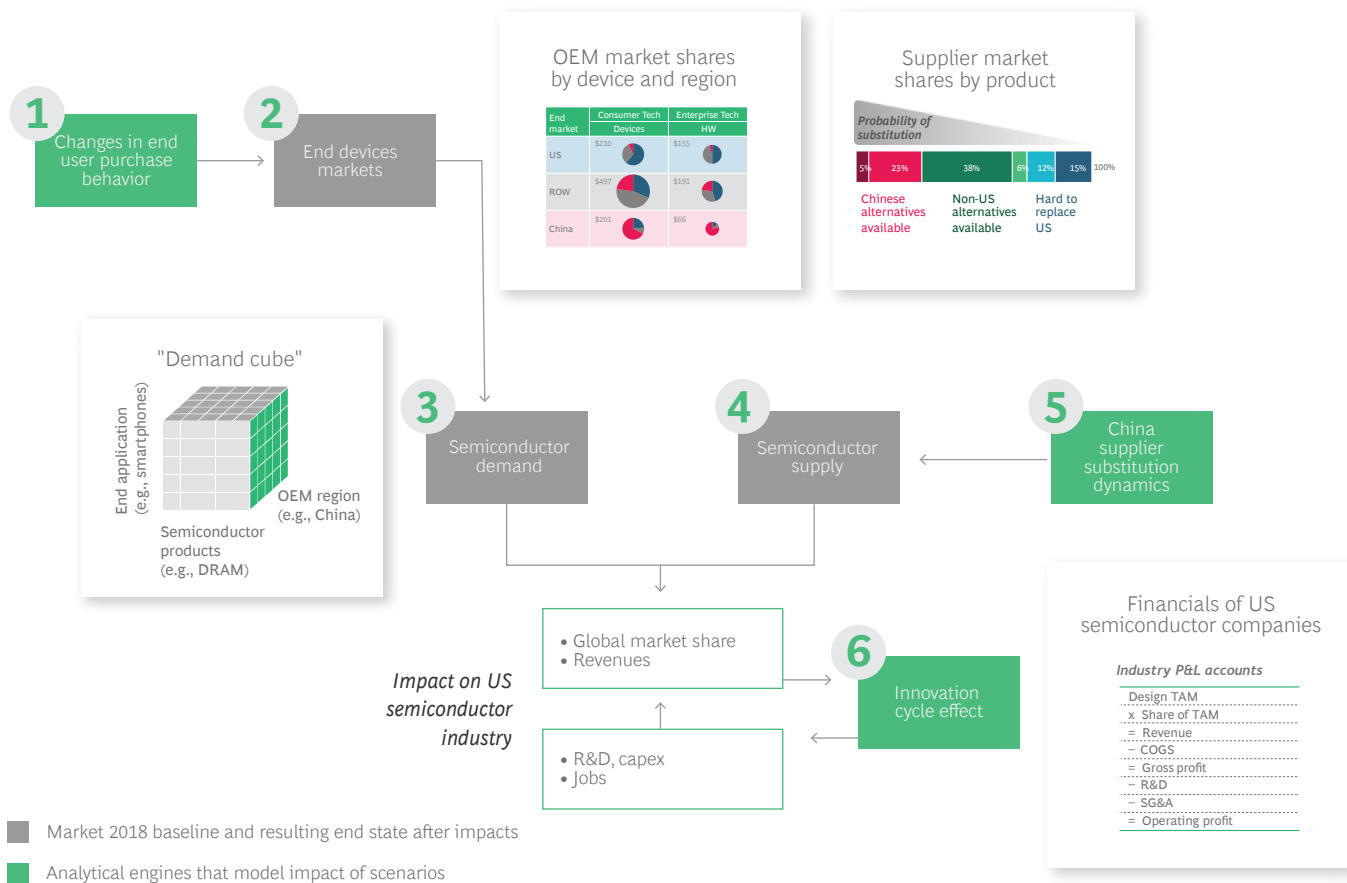 OEM market shares
by device and region
End
market
Consumer Tech
Enterprise Tech
Devices
HW
US
$210
$155
ROW
$497
$191
China
$201
$66
Supplier market
shares by product
Probability of
substitution
5%
23%
38%
6%
12%
15%
100%
Chinese
alternatives
available
Non-US
alternatives
available
Hard to
replace
US
1
Changes in end
user purchase
behavior
2
End devices
markets
"Demand cube"
End application
(e.g., smartphones)
OEM region
(e.g., China)
Semiconductor
products
(e.g., DRAM)
3
Semiconductor
demand
4
Semiconductor
supply
5
China
supplier
substitution
dynamics
Impact on US
semiconductor
industry
• Global market share
• Revenues
• R&D, capex
• Jobs
6
Innovation
cycle effect
Financials of US
semiconductor companies
Industry P&L accounts
Design TAM
x Share of TAM
= Revenue
– COGS
= Gross profit
– R&D
– SG&A
= Operating profit
Market 2018 baseline and resulting end state after impacts
Analytical engines that model impact of scenarios